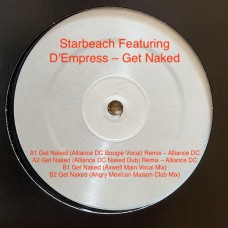 Starbeach Featuring
D'Empress – Get Naked
A1 Get Naked (Alliance DC Boogie Vocal) Remix – Alliance DC
A2 Get Naked (Alliance DC Naked Dub) Remix – Alliance DC
B1 Get Naked (Axwell Main Vocal Mix)
B2 Get Naked (Angry Mexican Maison Club Mix)